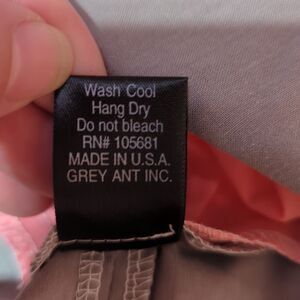 Wash Cool
Hang Dry
Do not bleach
RN# 105681
MADE IN U.S.A.
GREY ANT INC.